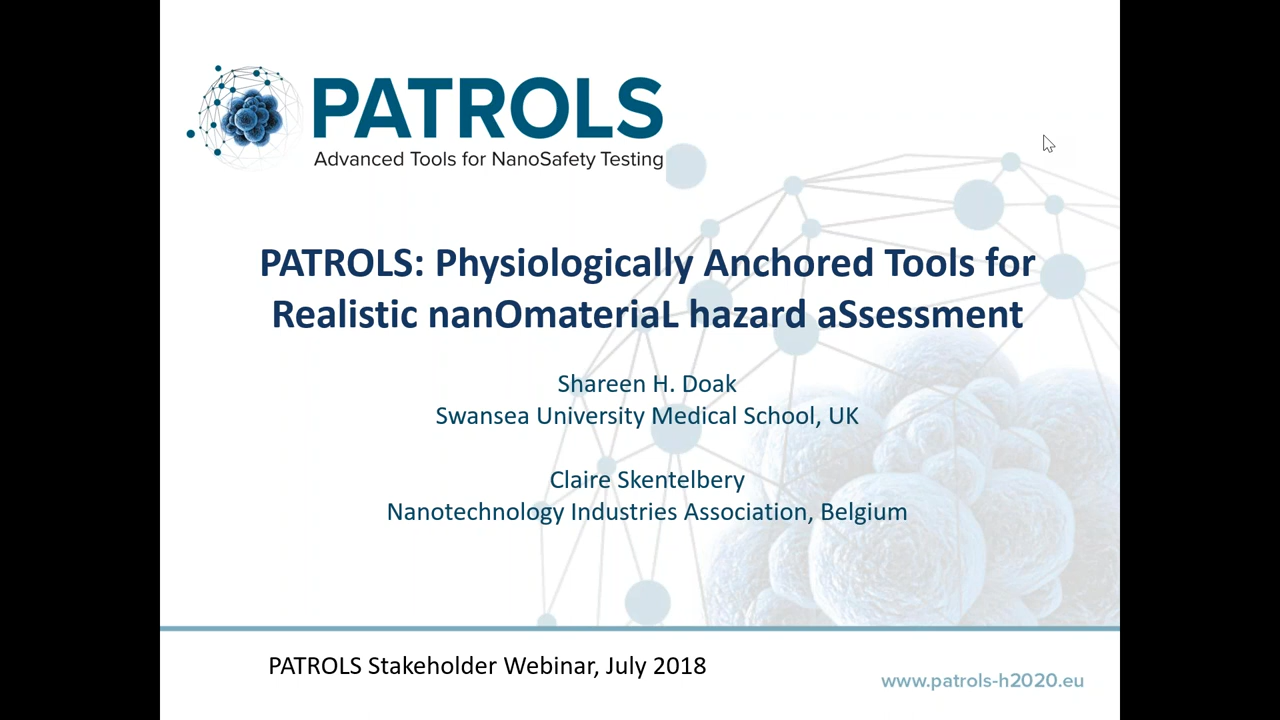 PATROLS
Advanced Tools for NanoSafety Testing
PATROLS: Physiologically Anchored Tools for
Realistic nanOmateriaL hazard aSsessment
Shareen H. Doak
Swansea University Medical School, UK
Claire Skentelbery
Nanotechnology Industries Association, Belgium
PATROLS Stakeholder Webinar, July 2018
www.patrols-h2020.eu